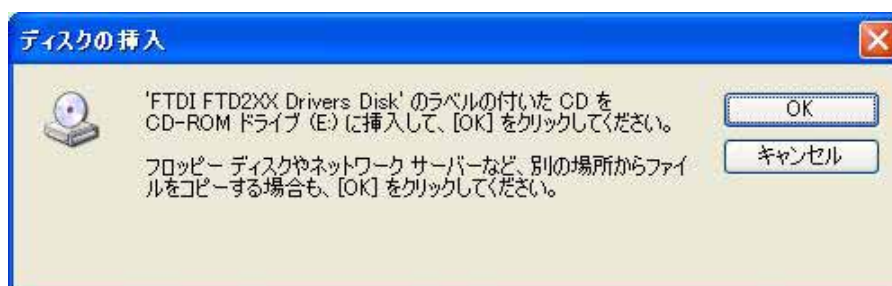 ディスクの挿入
'FTDI FTD2XX Drivers Disk' のラベルの付いた CD を
CD-ROM ドライブ (E:) に挿入して、[OK] をクリックしてください。
フロッピー ディスクやネットワーク サーバーなど、別の場所からファイ
ルをコピーする場合も、[OK] をクリックしてください。
OK
キャンセル